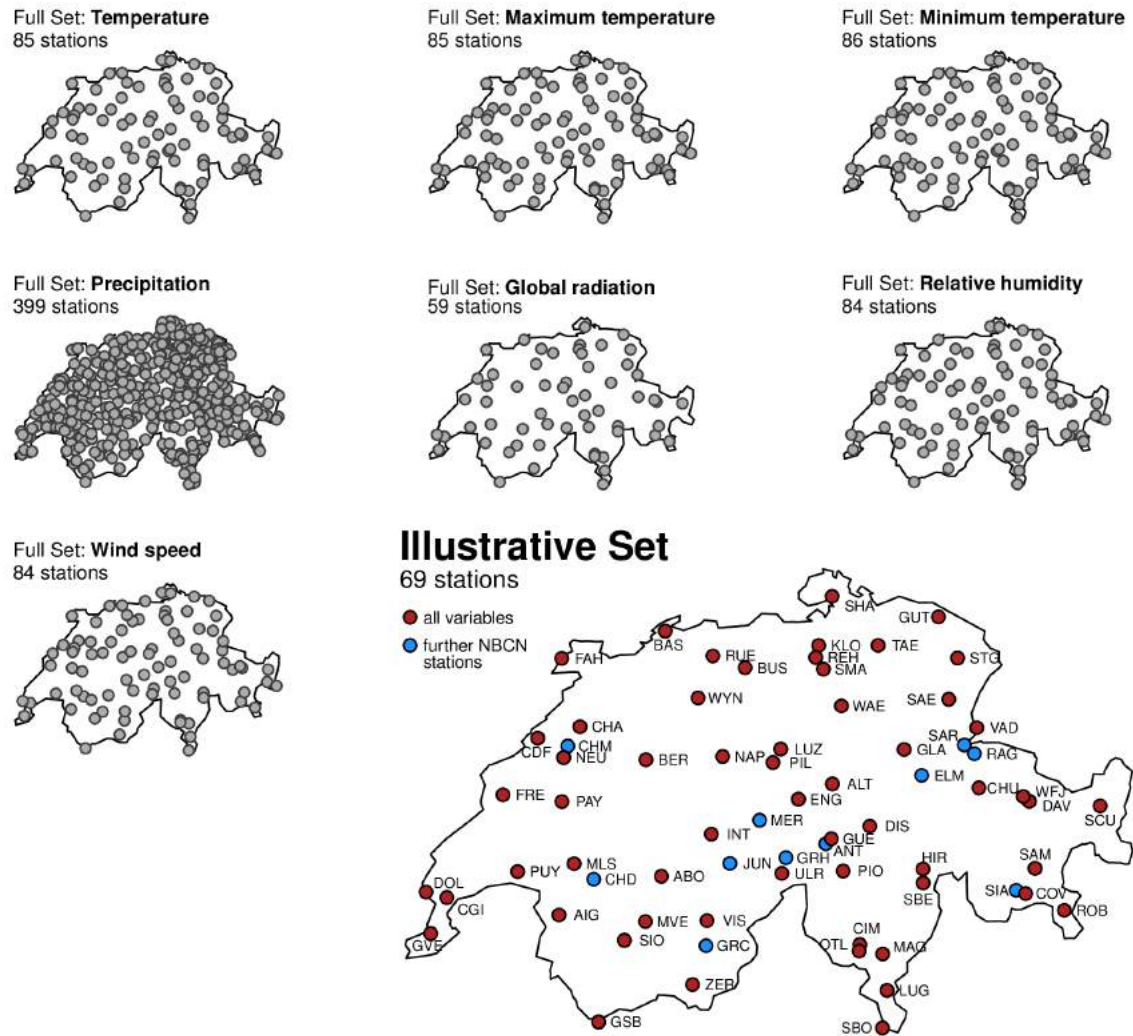 Full Set: Temperature
85 stations
Full Set: Maximum temperature
85 stations
Full Set: Minimum temperature
86 stations
Full Set: Precipitation
399 stations
Full Set: Global radiation
59 stations
Full Set: Relative humidity
84 stations
Full Set: Wind speed
84 stations
Illustrative Set
69 stations
all variables
further NBCN
stations
SHA
GUT
BAS
FAH
RUE
BUS
KLO
REH
SMA
TAE
STG
WYN
WAE
SAE
CHA
CDF
CHM
NEU
BER
NAP
LUZ
PIL
GLA
SAR
VAD
RAG
ELM
FRE
PAY
ENG
ALT
CHU
WFJ
DAV
SCU
MER
INT
DIS
GUE
ANT
JUN
GRH
ULR
PIO
HIR
SBE
SAM
SIA
COV
ROB
PUY
MLS
CHD
ABO
DOL
CGI
GVE
AIG
MVE
SIO
VIS
GRC
CIM
OTL
MAG
ZER
LUG
GSB
SBO